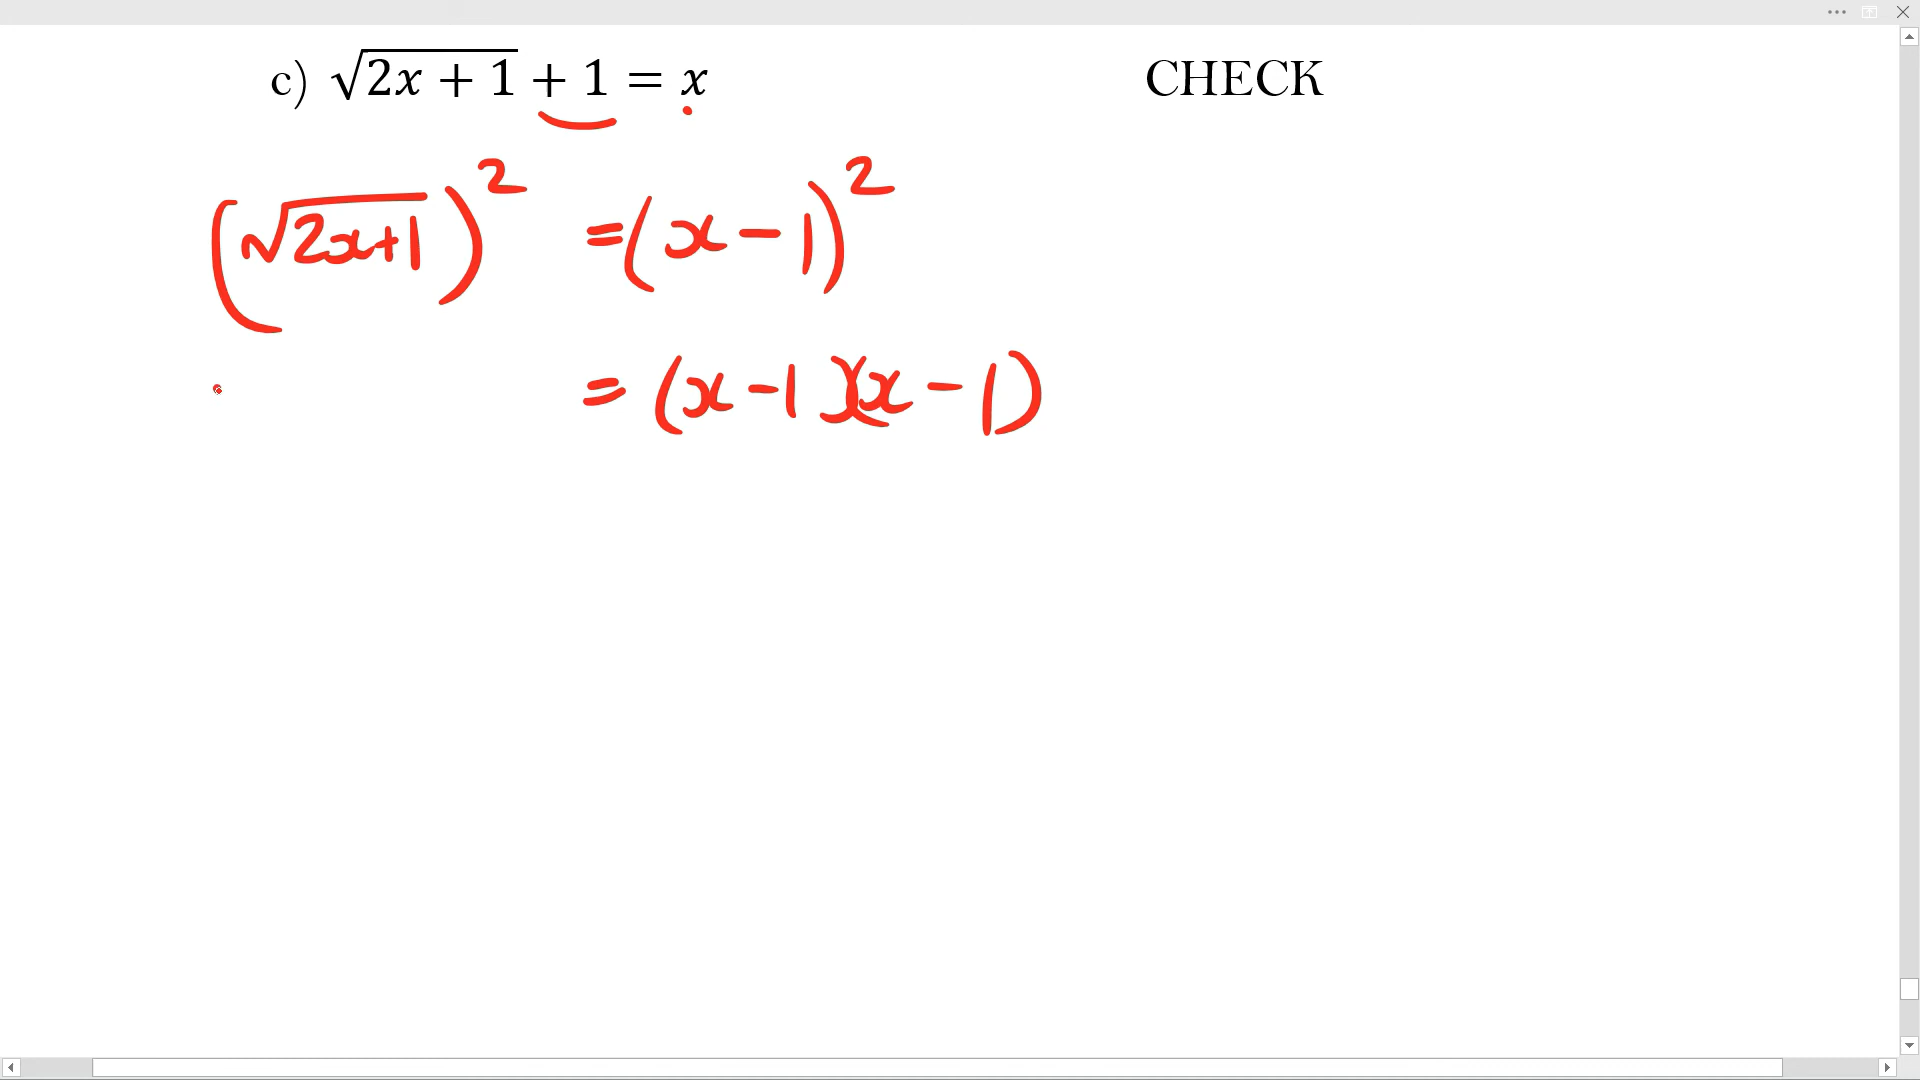 c) √2x + 1 + 1 = x
CHECK
(√2x+1)² = (x - 1)²
= (x - 1)(x - 1)